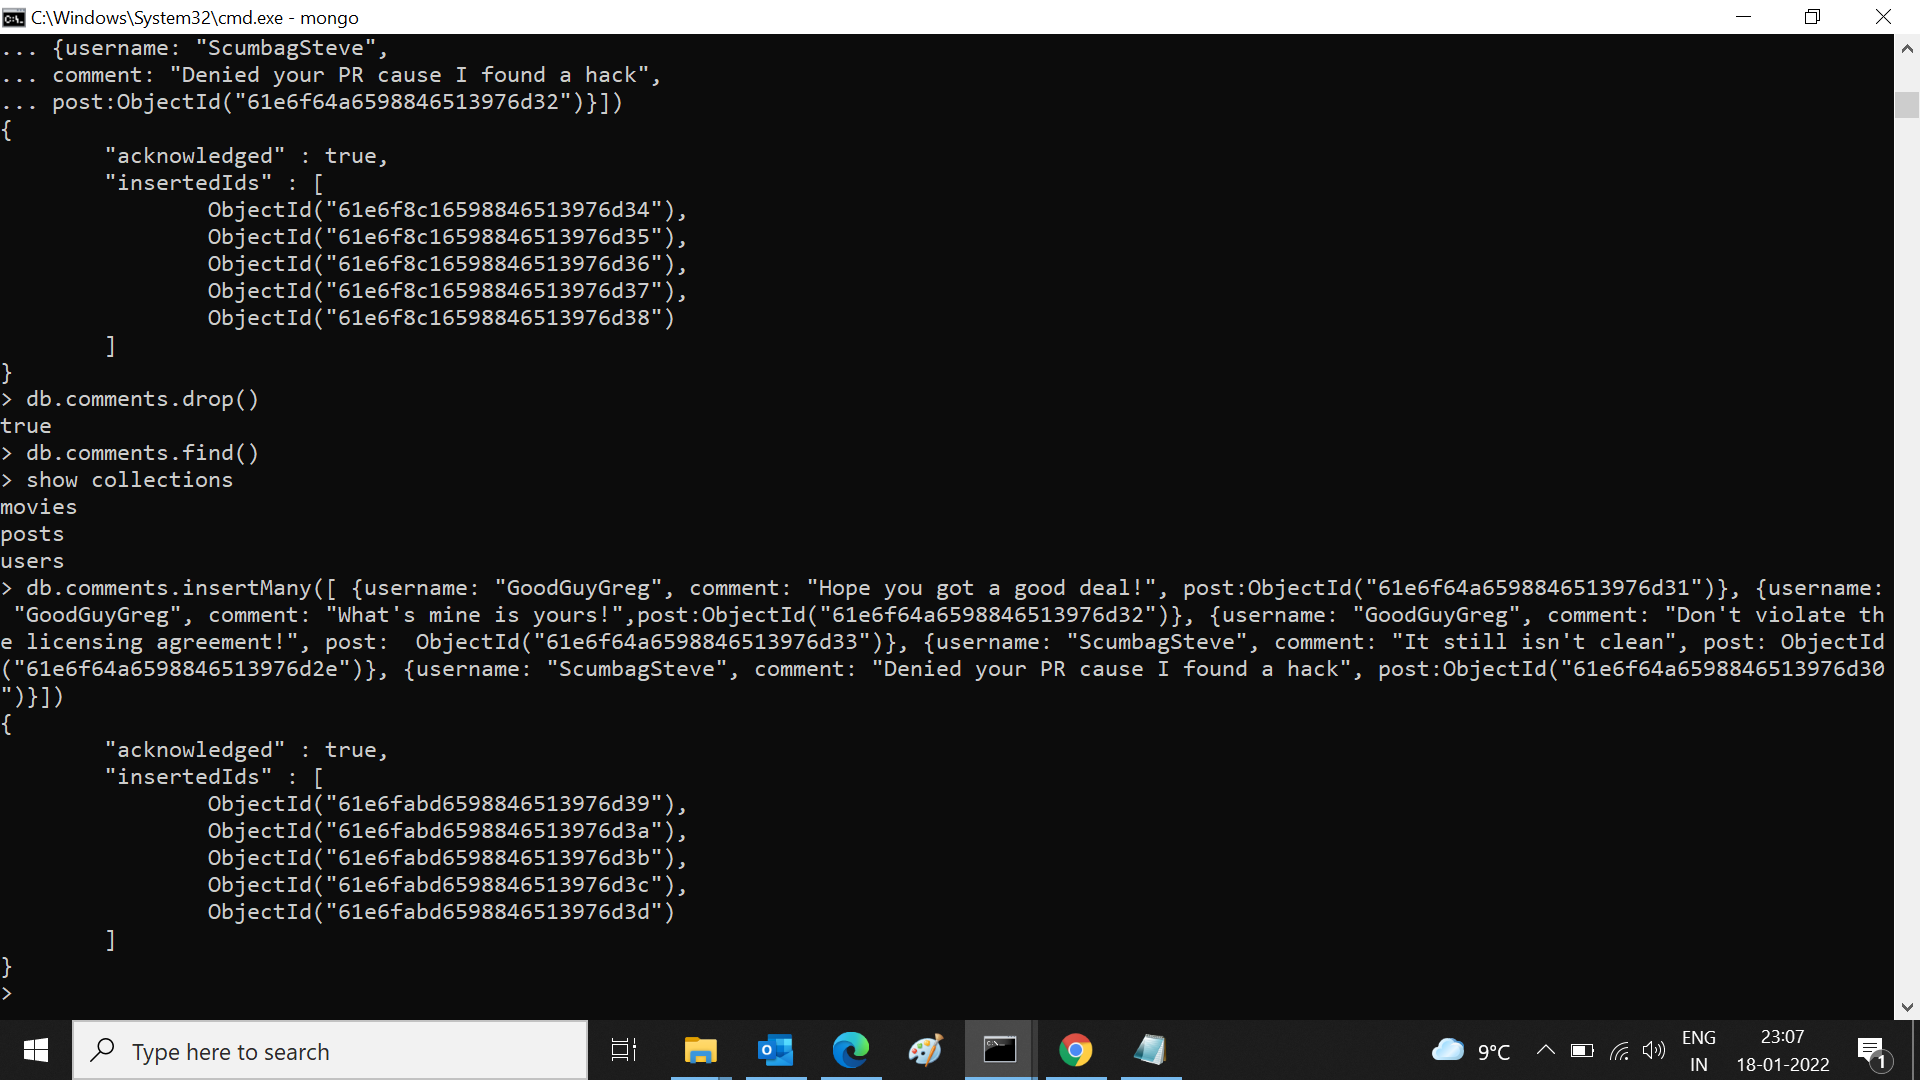 C:\Windows\System32\cmd.exe - mongo
... {username: "ScumbagSteve",
... comment: "Denied your PR cause I found a hack",
... post:ObjectId("61e6f64a6598846513976d32")}])
{
"acknowledged" : true,
"insertedIds" : [
ObjectId("61e6f8c16598846513976d34"),
ObjectId("61e6f8c16598846513976d35"),
ObjectId("61e6f8c16598846513976d36"),
ObjectId("61e6f8c16598846513976d37"),
ObjectId("61e6f8c16598846513976d38")
]
}
> db.comments.drop()
true
> db.comments.find()
> show collections
movies
posts
users
> db.comments.insertMany([ {username: "GoodGuyGreg", comment: "Hope you got a good deal!", post:ObjectId("61e6f64a6598846513976d31")}, {username:
"GoodGuyGreg", comment: "What's mine is yours!",post:ObjectId("61e6f64a6598846513976d32")}, {username: "GoodGuyGreg", comment: "Don't violate th
e licensing agreement!", post:  ObjectId("61e6f64a6598846513976d33")}, {username: "ScumbagSteve", comment: "It still isn't clean", post: ObjectId
("61e6f64a6598846513976d2e")}, {username: "ScumbagSteve", comment: "Denied your PR cause I found a hack", post:ObjectId("61e6f64a6598846513976d30
")}])
{
"acknowledged" : true,
"insertedIds" : [
ObjectId("61e6fabd6598846513976d39"),
ObjectId("61e6fabd6598846513976d3a"),
ObjectId("61e6fabd6598846513976d3b"),
ObjectId("61e6fabd6598846513976d3c"),
ObjectId("61e6fabd6598846513976d3d")
]
}
>
Type here to search
9°C
ENG
IN
23:07
18-01-2022
1